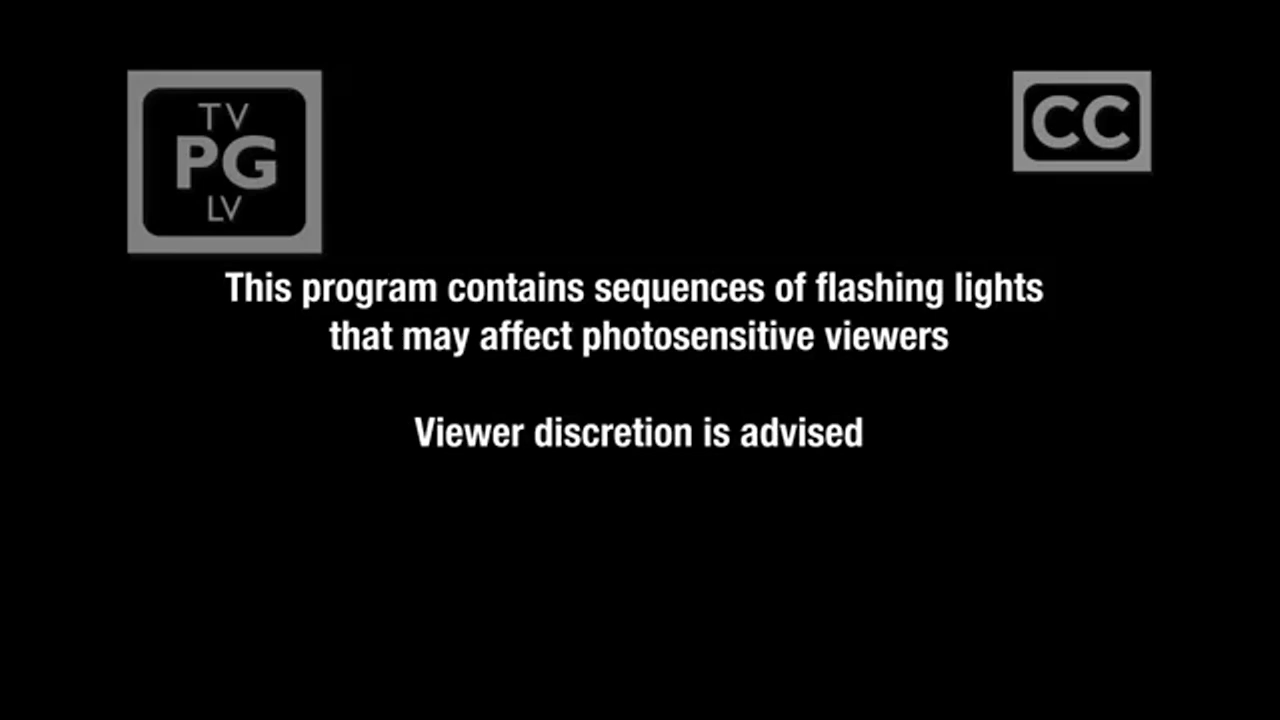 TV
PG
LV
CC
This program contains sequences of flashing lights
that may affect photosensitive viewers
Viewer discretion is advised